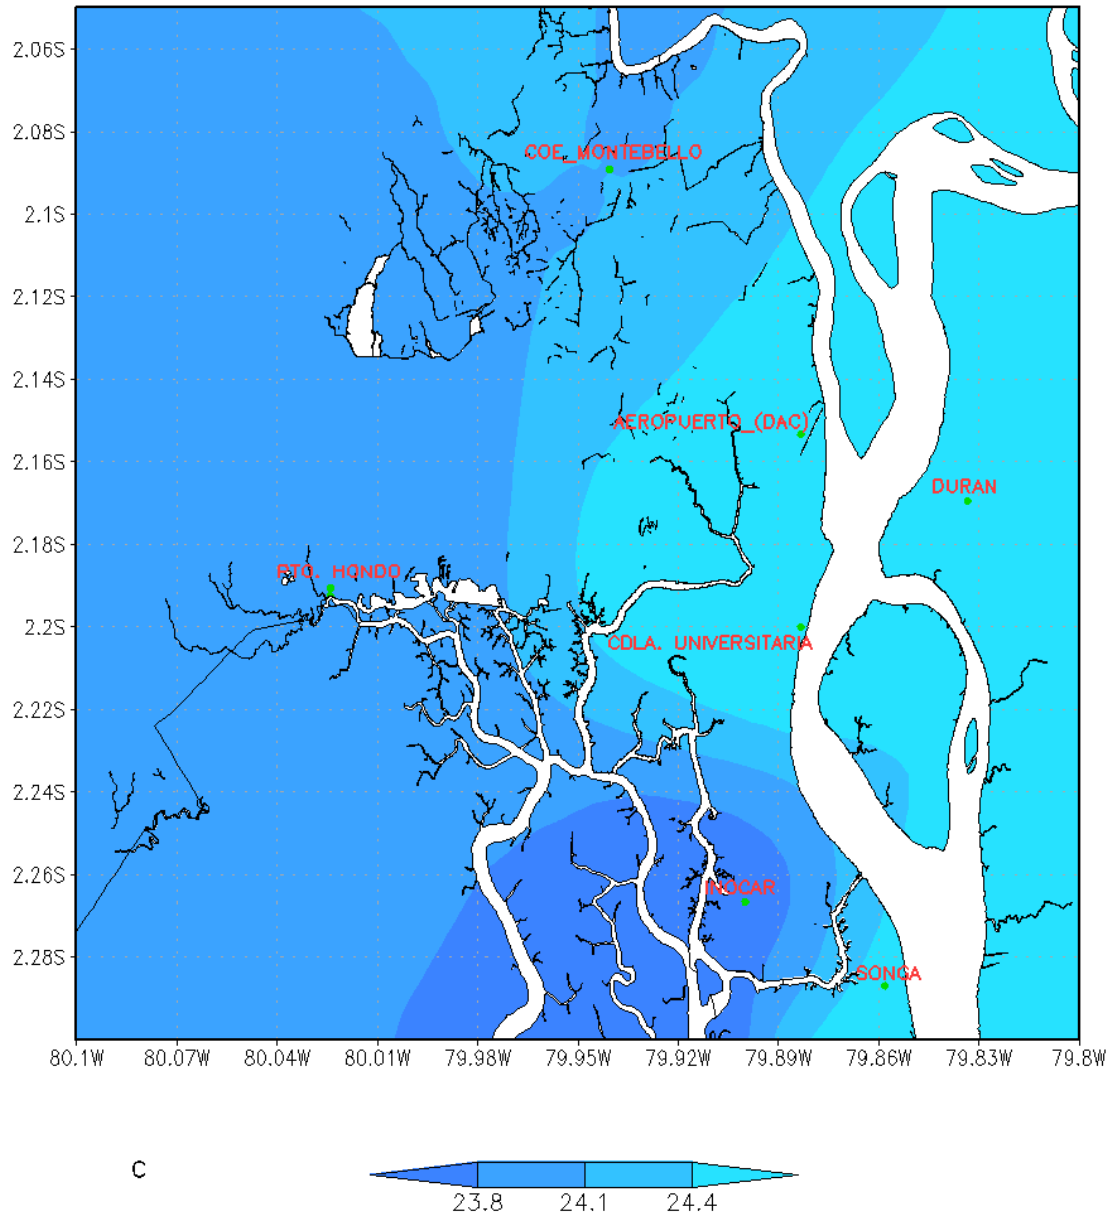 2.06S
2.08S
COE_MONTEBELLO
2.1S
2.12S
2.14S
AEROPUERTO_(DAC)
2.16S
DURAN
2.18S
PTO. HONDO
2.2S
CDLA. UNIVERSITARIA
2.22S
2.24S
2.26S
INOCAR
2.28S
SONGA
80.1W 80.07W 80.04W 80.01W 79.98W 79.95W 79.92W 79.89W 79.86W 79.83W 79.8W
C
23.8 24.1 24.4